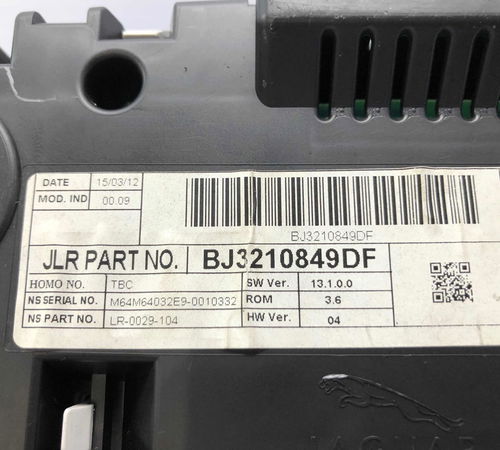 DATE 15/03/12
MOD. IND 00.09
BJ3210849DF
JLR PART NO. BJ3210849DF
HOMO NO. TBC SW Ver. 13.1.0.0
NS SERIAL NO. M64M64032E9-0010332 ROM 3.6
NS PART NO. LR-0029-104 HW Ver. 04
JAGUAR